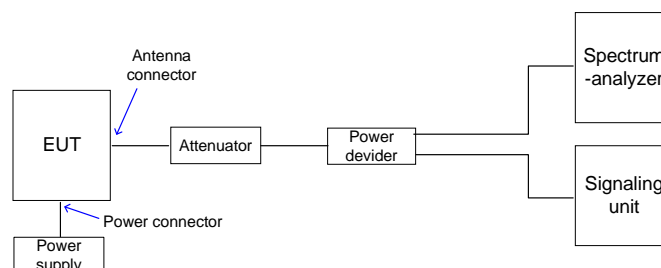 Antenna
connector
EUT
Attenuator
Power
devider
Spectrum
-analyzer
Signaling
unit
Power connector
Power
supply